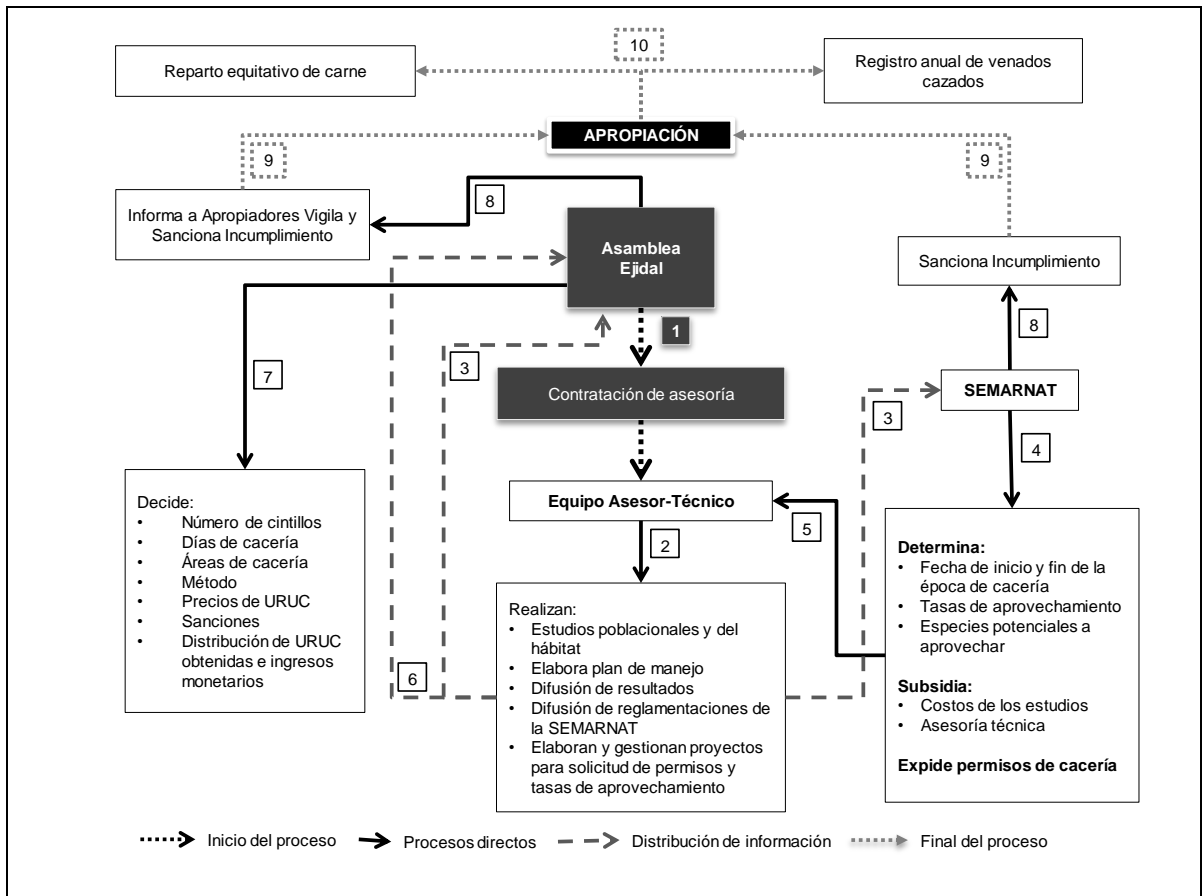 10
Reparto equitativo de carne
Registro anual de venados
cazados
APROPIACIÓN
9
9
Informa a Apropiadores Vigila y
Sanciona Incumplimiento
8
Asamblea
Ejidal
Sanciona Incumplimiento
1
8
3
7
Contratación de asesoría
SEMARNAT
3
4
Decide:
• Número de cintillos
• Días de cacería
• Áreas de cacería
• Método
• Precios de URUC
• Sanciones
• Distribución de URUC
obtenidas e ingresos
monetarios
Equipo Asesor-Técnico
5
2
Determina:
• Fecha de inicio y fin de la
época de cacería
• Tasas de aprovechamiento
• Especies potenciales a
aprovechar
Subsidia:
• Costos de los estudios
• Asesoría técnica
Expide permisos de cacería
6
Realizan:
• Estudios poblacionales y del
hábitat
• Elabora plan de manejo
• Difusión de resultados
• Difusión de reglamentaciones de
la SEMARNAT
• Elaboran y gestionan proyectos
para solicitud de permisos y
tasas de aprovechamiento
Inicio del proceso
Procesos directos
Distribución de información
Final del proceso